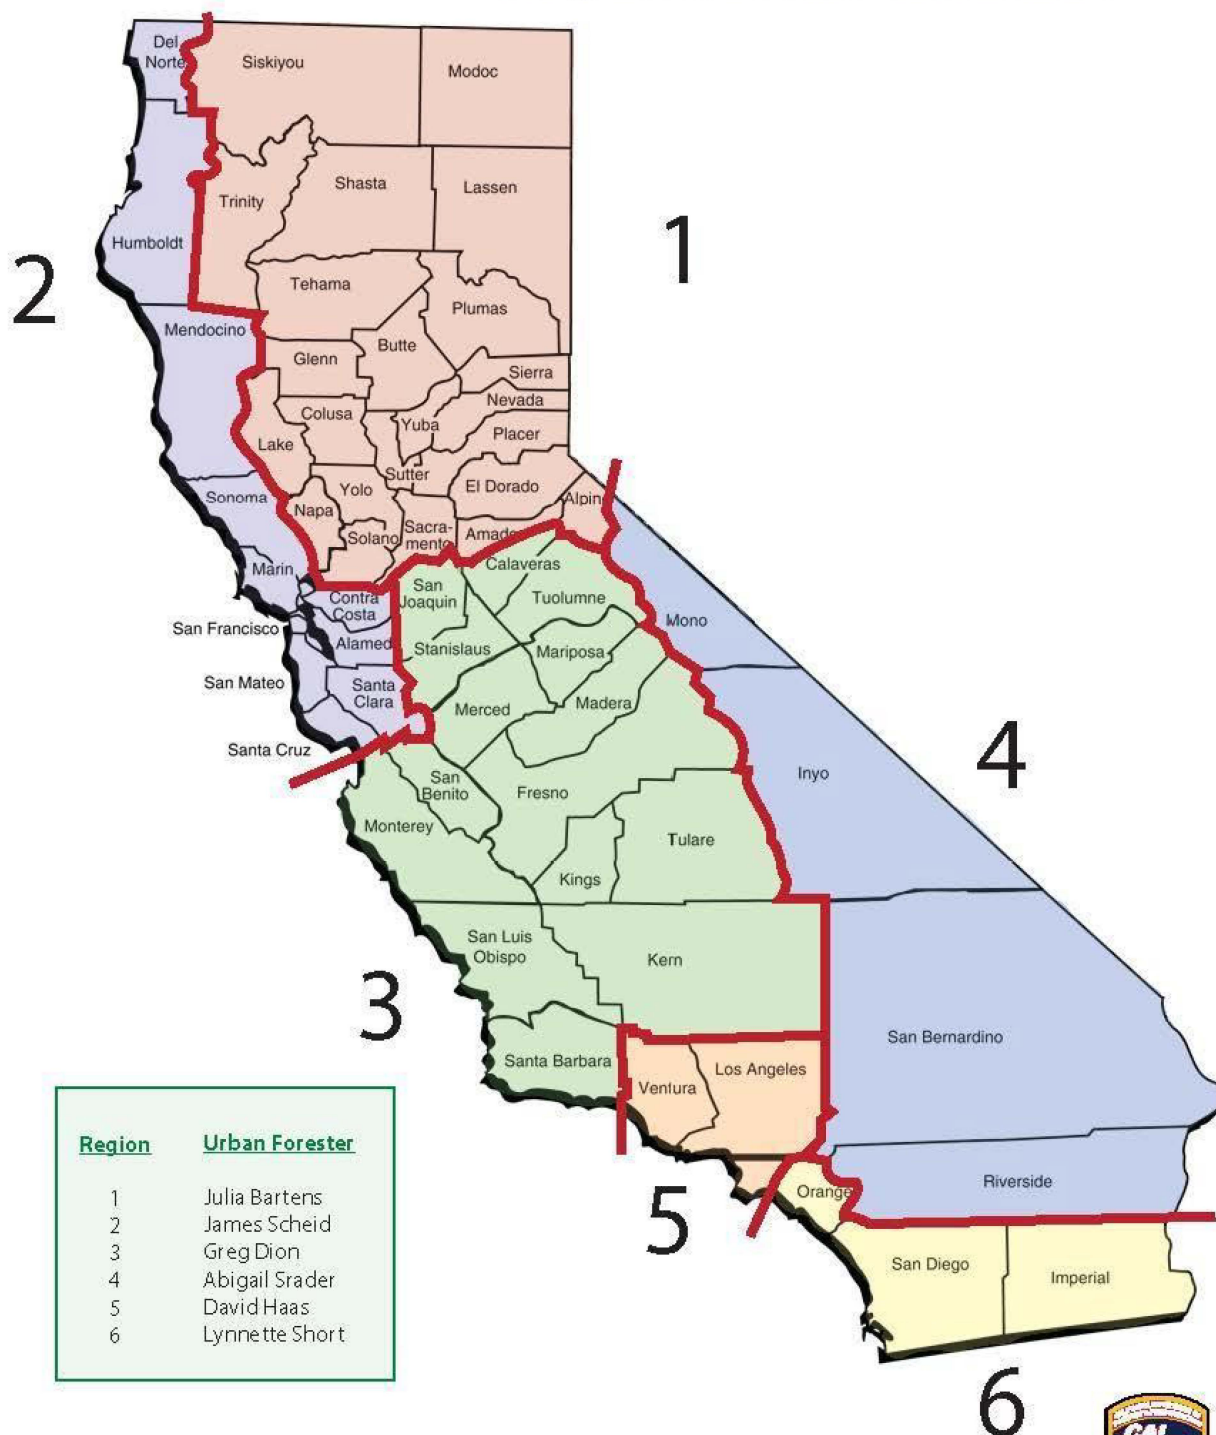 Del
Norte
Siskiyou
Modoc
Trinity
Shasta
Lassen
1
Humboldt
2
Tehama
Plumas
Mendocino
Glenn
Butte
Sierra
Nevada
Colusa
Yuba
Placer
Lake
Sutter
El Dorado
Yolo
Sonoma
Alpin
Napa
Solano
Sacra-
mento
Amado
Calaveras
Marin
San
Joaquin
Contra
Costa
Tuolumne
Mono
San Francisco
Alamed
Stanislaus
Mariposa
San Mateo
Santa
Clara
Merced
Madera
Santa Cruz
4
San
Benito
Fresno
Inyo
Monterey
Tulare
Kings
San Luis
Obispo
Kern
3
San Bernardino
Santa Barbara
Ventura
Los Angeles
Region Urban Forester
1 Julia Bartens
2 James Scheid
3 Greg Dion
4 Abigail Srader
5 David Haas
6 Lynnette Short
5
Orange
Riverside
San Diego
Imperial
6
CAL